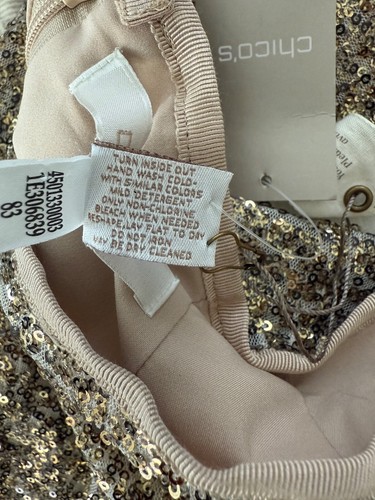 chico's
TURN INSIDE OUT
HAND WASH COLD
WITH SIMILAR COLORS
MILD DETERGENT
ONLY NON-CHLORINE
BLEACH WHEN NEEDED
RESHAPE LAY FLAT TO DRY
DO NOT IRON
MAY BE DRY CLEANED
4501330003
1E306839
83